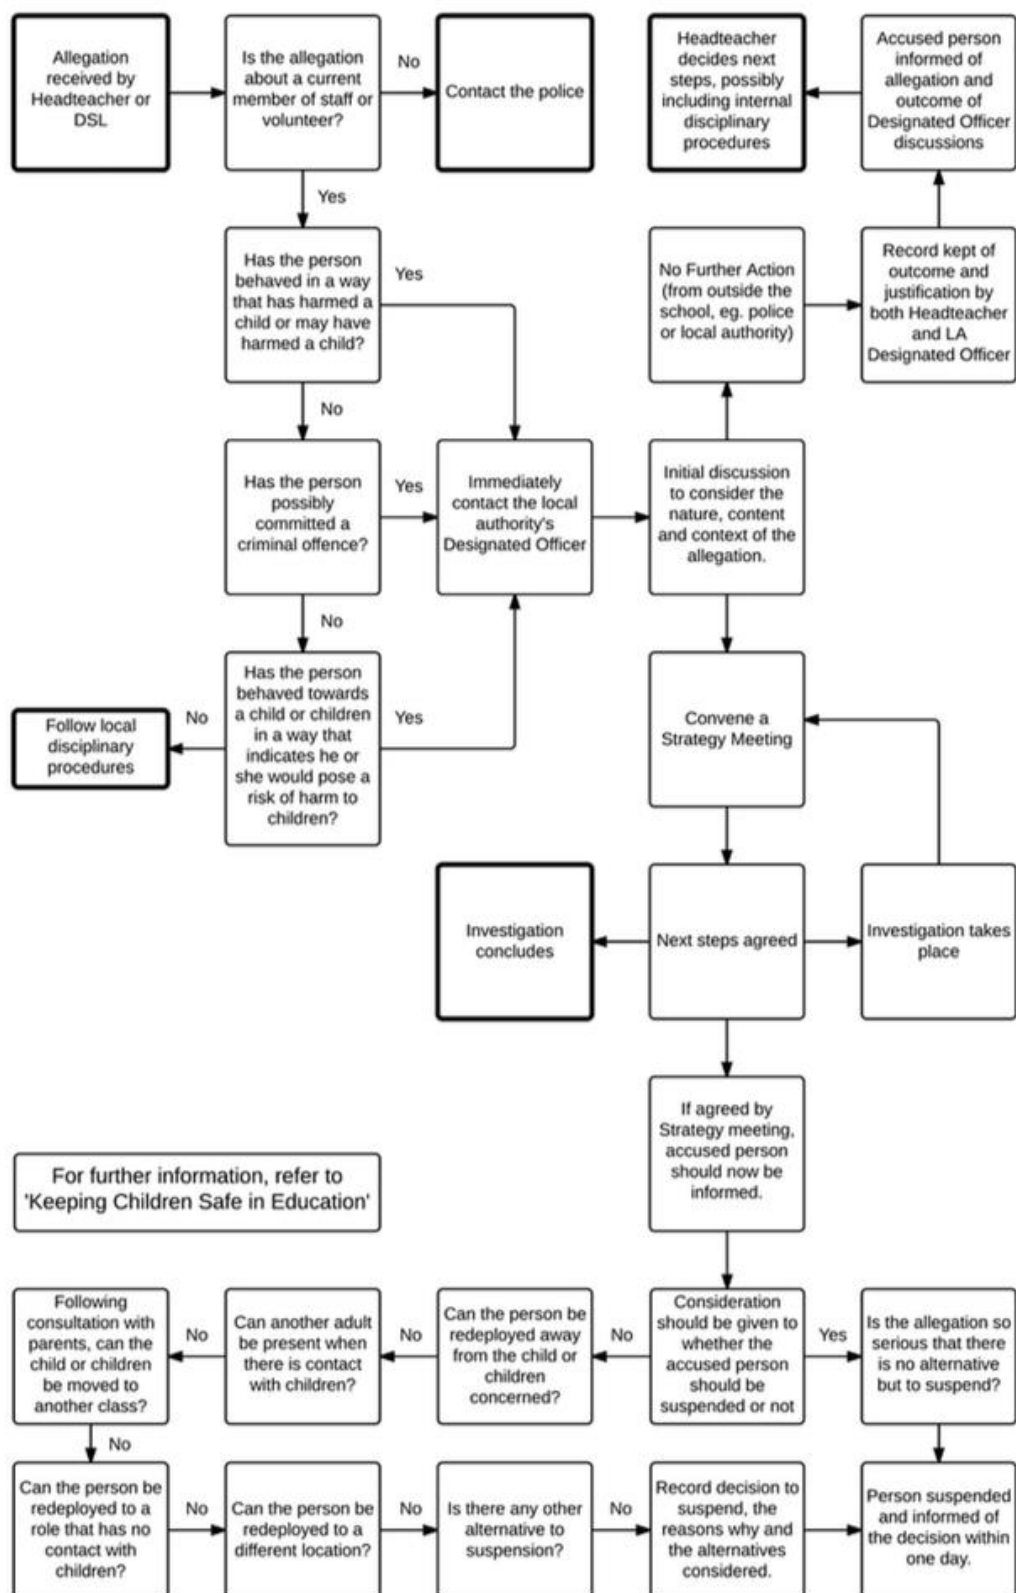 Allegation
received by
Headteacher or
DSL
Is the allegation
about a current
member of staff or
volunteer?
No
Contact the police
Headteacher
decides next
steps, possibly
including internal
disciplinary
procedures
Accused person
informed of
allegation and
outcome of
Designated Officer
discussions
Yes
Has the person
behaved in a way
that has harmed a
child or may have
harmed a child?
Yes
No Further Action
(from outside the
school, eg. police
or local authority)
Record kept of
outcome and
justification by
both Headteacher
and LA
Designated Officer
No
Has the person
possibly
committed a
criminal offence?
Yes
Immediately
contact the local
authority's
Designated Officer
Initial discussion
to consider the
nature, content
and context of the
allegation.
No
Follow local
disciplinary
procedures
No
Has the person
behaved towards
a child or children
in a way that
indicates he or
she would pose a
risk of harm to
children?
Yes
Convene a
Strategy Meeting
Investigation
concludes
Next steps agreed
Investigation takes
place
If agreed by
Strategy meeting,
accused person
should now be
informed.
For further information, refer to
'Keeping Children Safe in Education'
Following
consultation with
parents, can the
child or children
be moved to
another class?
No
Can another adult
be present when
there is contact
with children?
No
Can the person be
redeployed away
from the child or
children
concerned?
No
Consideration
should be given to
whether the
accused person
should be
suspended or not
Yes
Is the allegation so
serious that there
is no alternative
but to suspend?
No
Can the person be
redeployed to a
role that has no
contact with
children?
No
Can the person be
redeployed to a
different location?
No
Is there any other
alternative to
suspension?
No
Record decision to
suspend, the
reasons why and
the alternatives
considered.
Person suspended
and informed of
the decision within
one day.